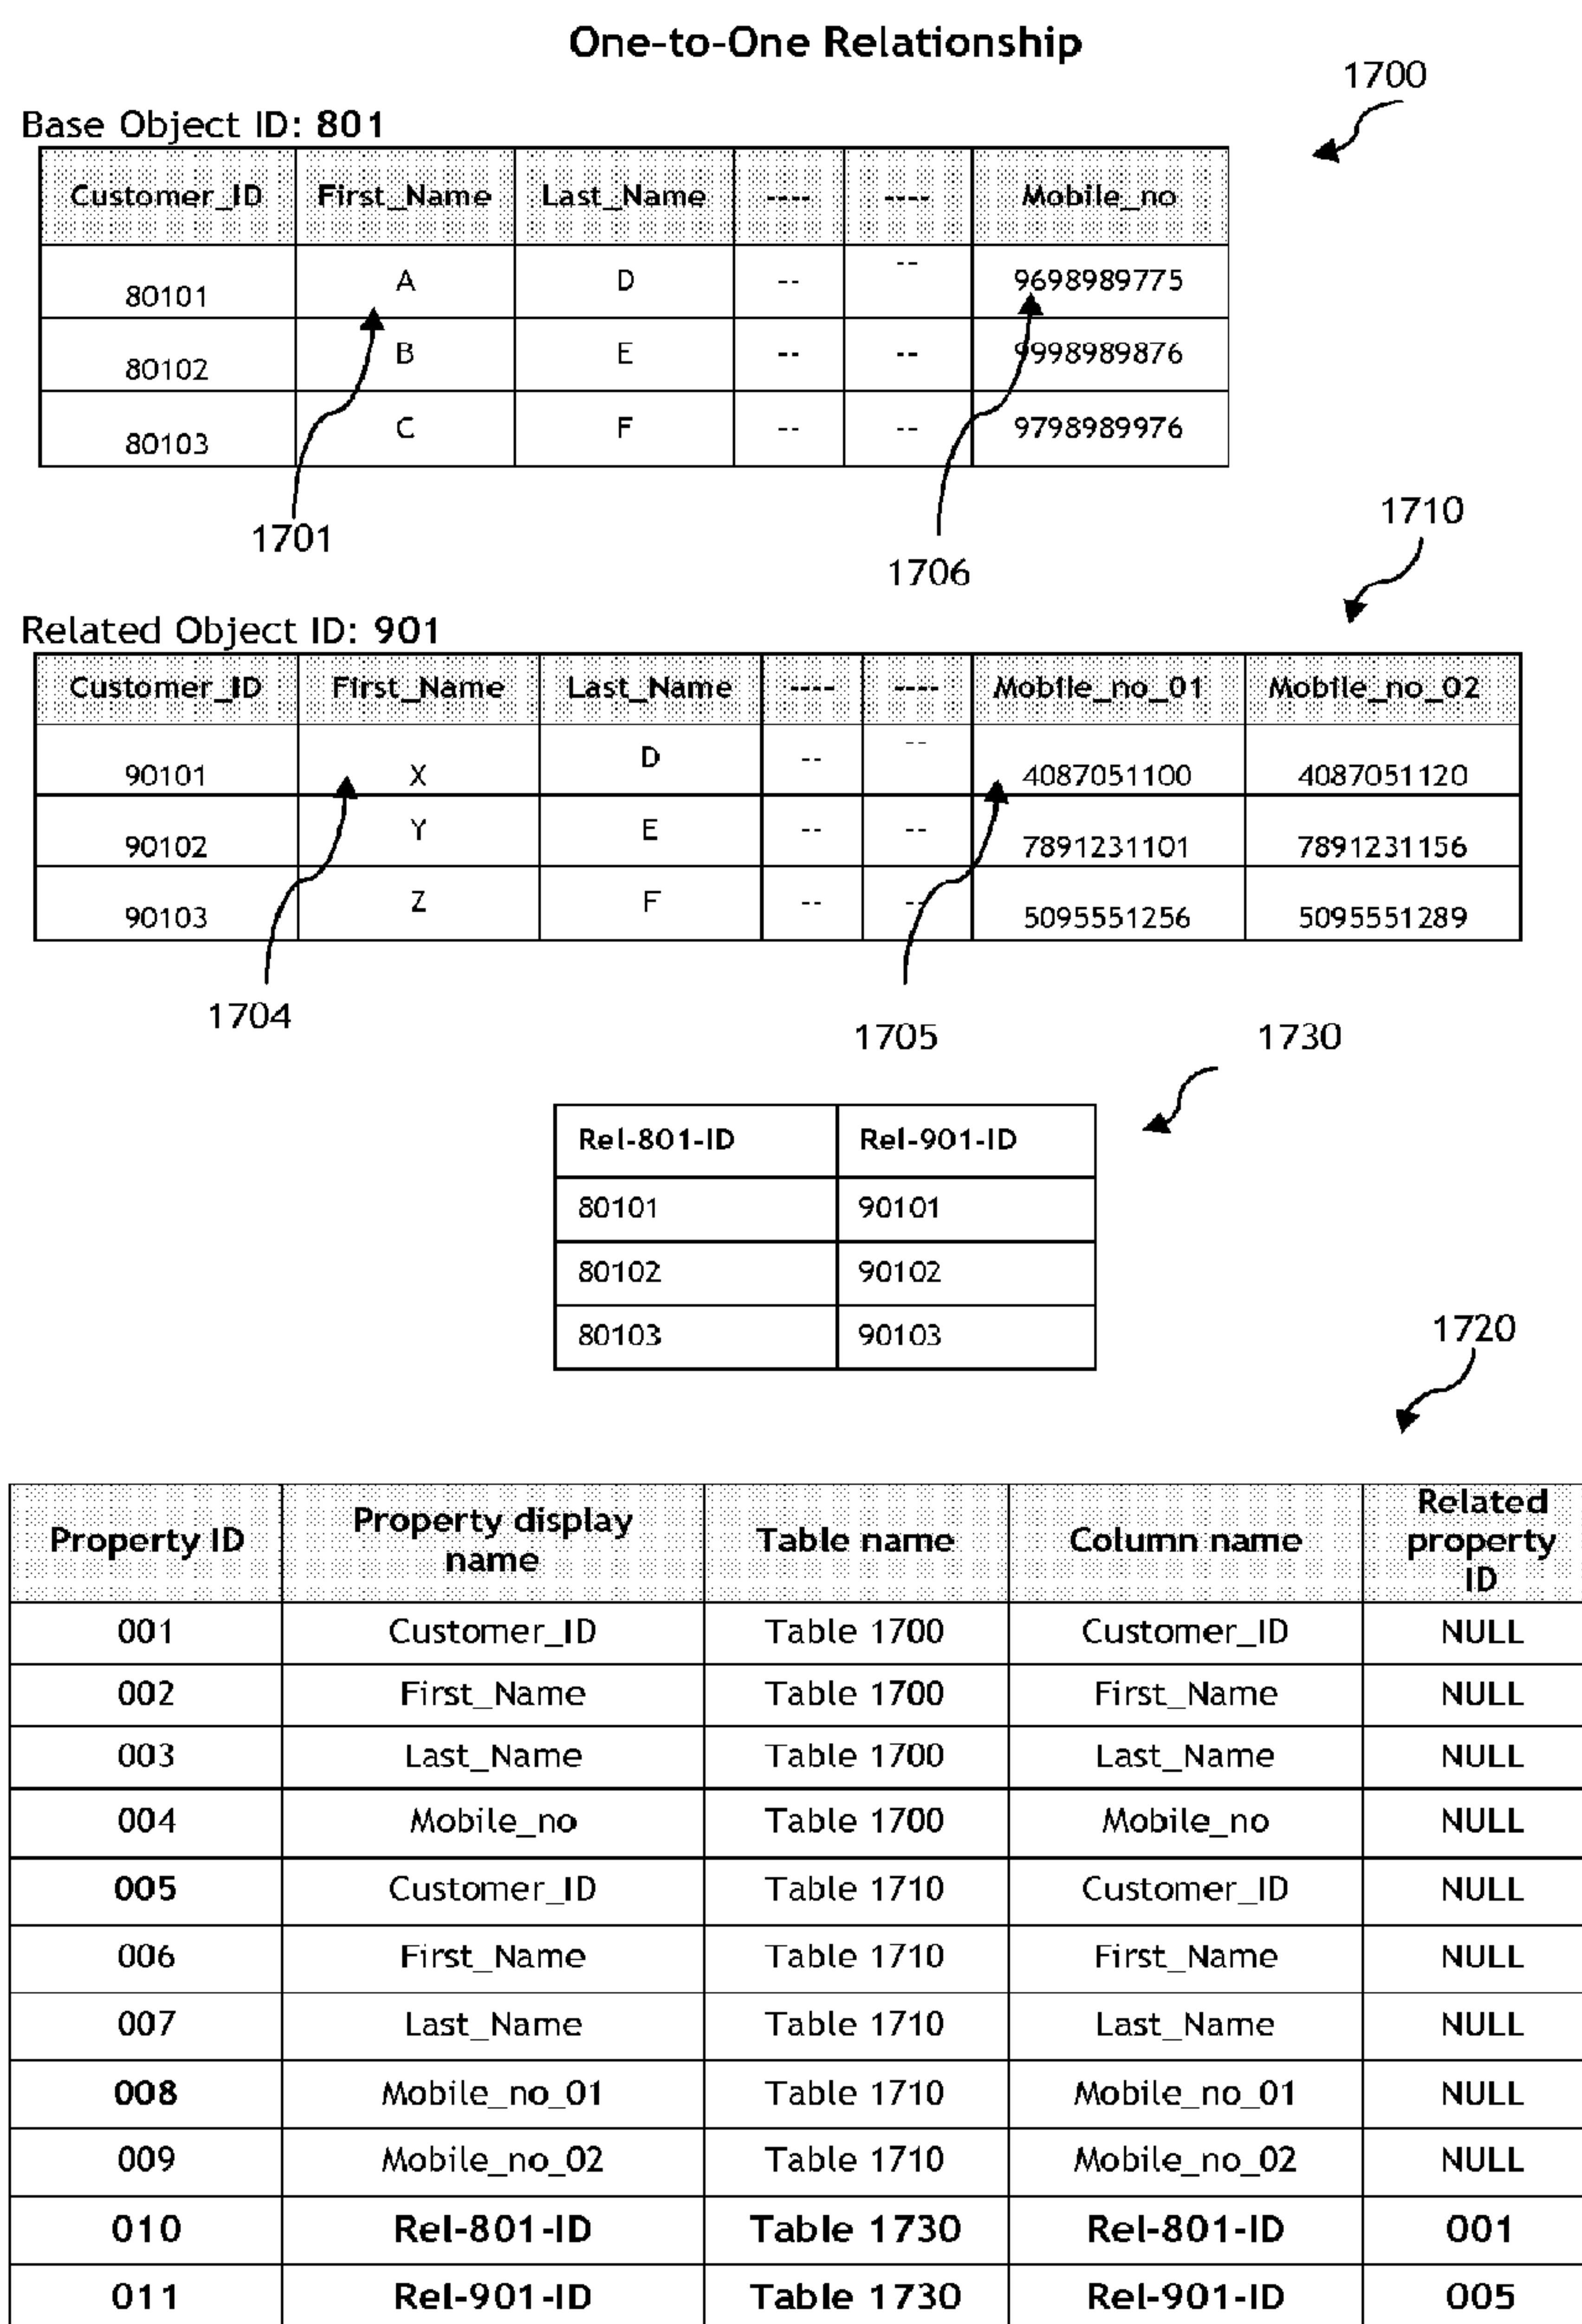 One-to-One Relationship
1700
Base Object ID: 801
Customer_ID First_Name Last_Name ---- ---- Mobile_no
80101 A D -- -- 9698989775
80102 B E -- -- 9998989876
80103 C F -- -- 9798989976
1701
1706
1710
Related Object ID: 901
Customer_ID First_Name Last_Name ---- ---- Mobile_no_01 Mobile_no_02
90101 X D -- -- 4087051100 4087051120
90102 Y E -- -- 7891231101 7891231156
90103 Z F -- -- 5095551256 5095551289
1704
1705
1730
Rel-801-ID Rel-901-ID
80101 90101
80102 90102
80103 90103
1720
Property ID Property display name Table name Column name Related property ID
001 Customer_ID Table 1700 Customer_ID NULL
002 First_Name Table 1700 First_Name NULL
003 Last_Name Table 1700 Last_Name NULL
004 Mobile_no Table 1700 Mobile_no NULL
005 Customer_ID Table 1710 Customer_ID NULL
006 First_Name Table 1710 First_Name NULL
007 Last_Name Table 1710 Last_Name NULL
008 Mobile_no_01 Table 1710 Mobile_no_01 NULL
009 Mobile_no_02 Table 1710 Mobile_no_02 NULL
010 Rel-801-ID Table 1730 Rel-801-ID 001
011 Rel-901-ID Table 1730 Rel-901-ID 005